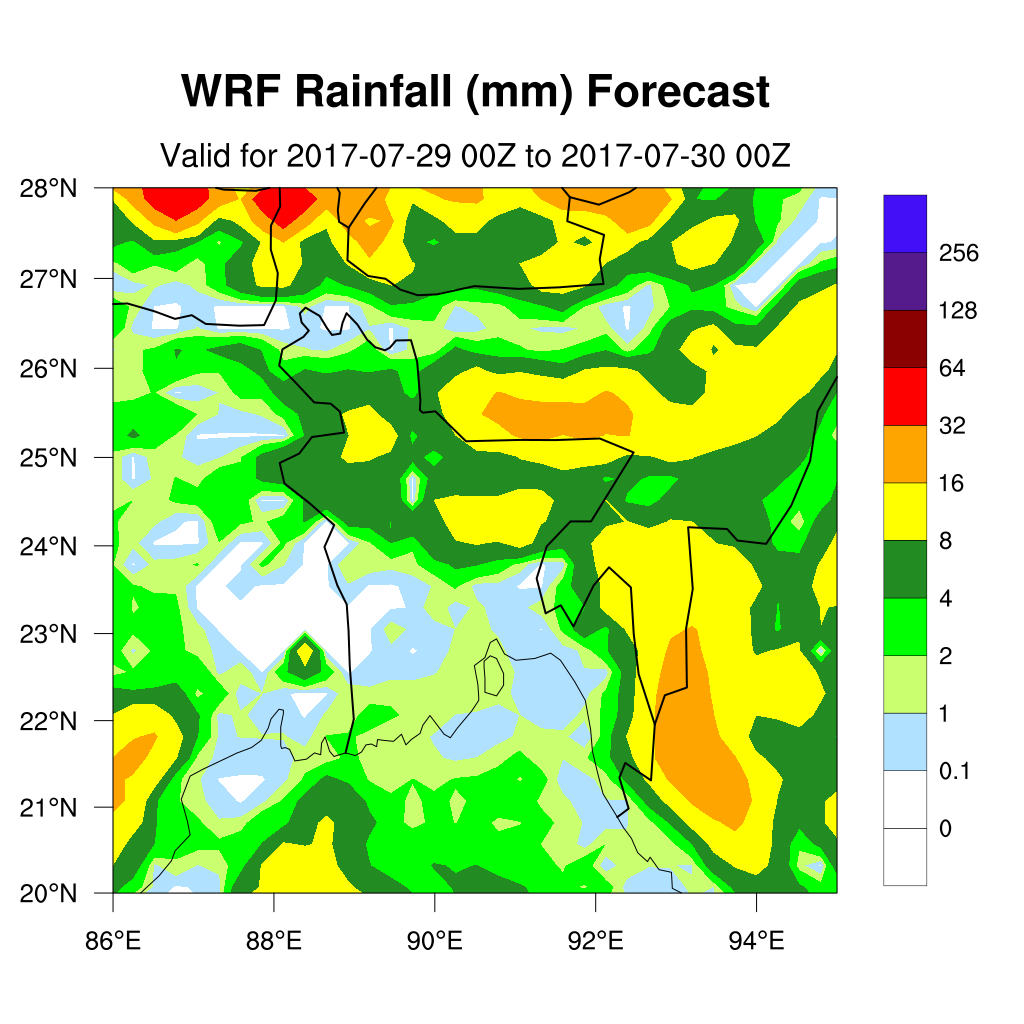 WRF Rainfall (mm) Forecast
Valid for 2017-07-29 00Z to 2017-07-30 00Z
28°N
27°N
26°N
25°N
24°N
23°N
22°N
21°N
20°N
86°E 88°E 90°E 92°E 94°E
256
128
64
32
16
8
4
2
1
0.1
0